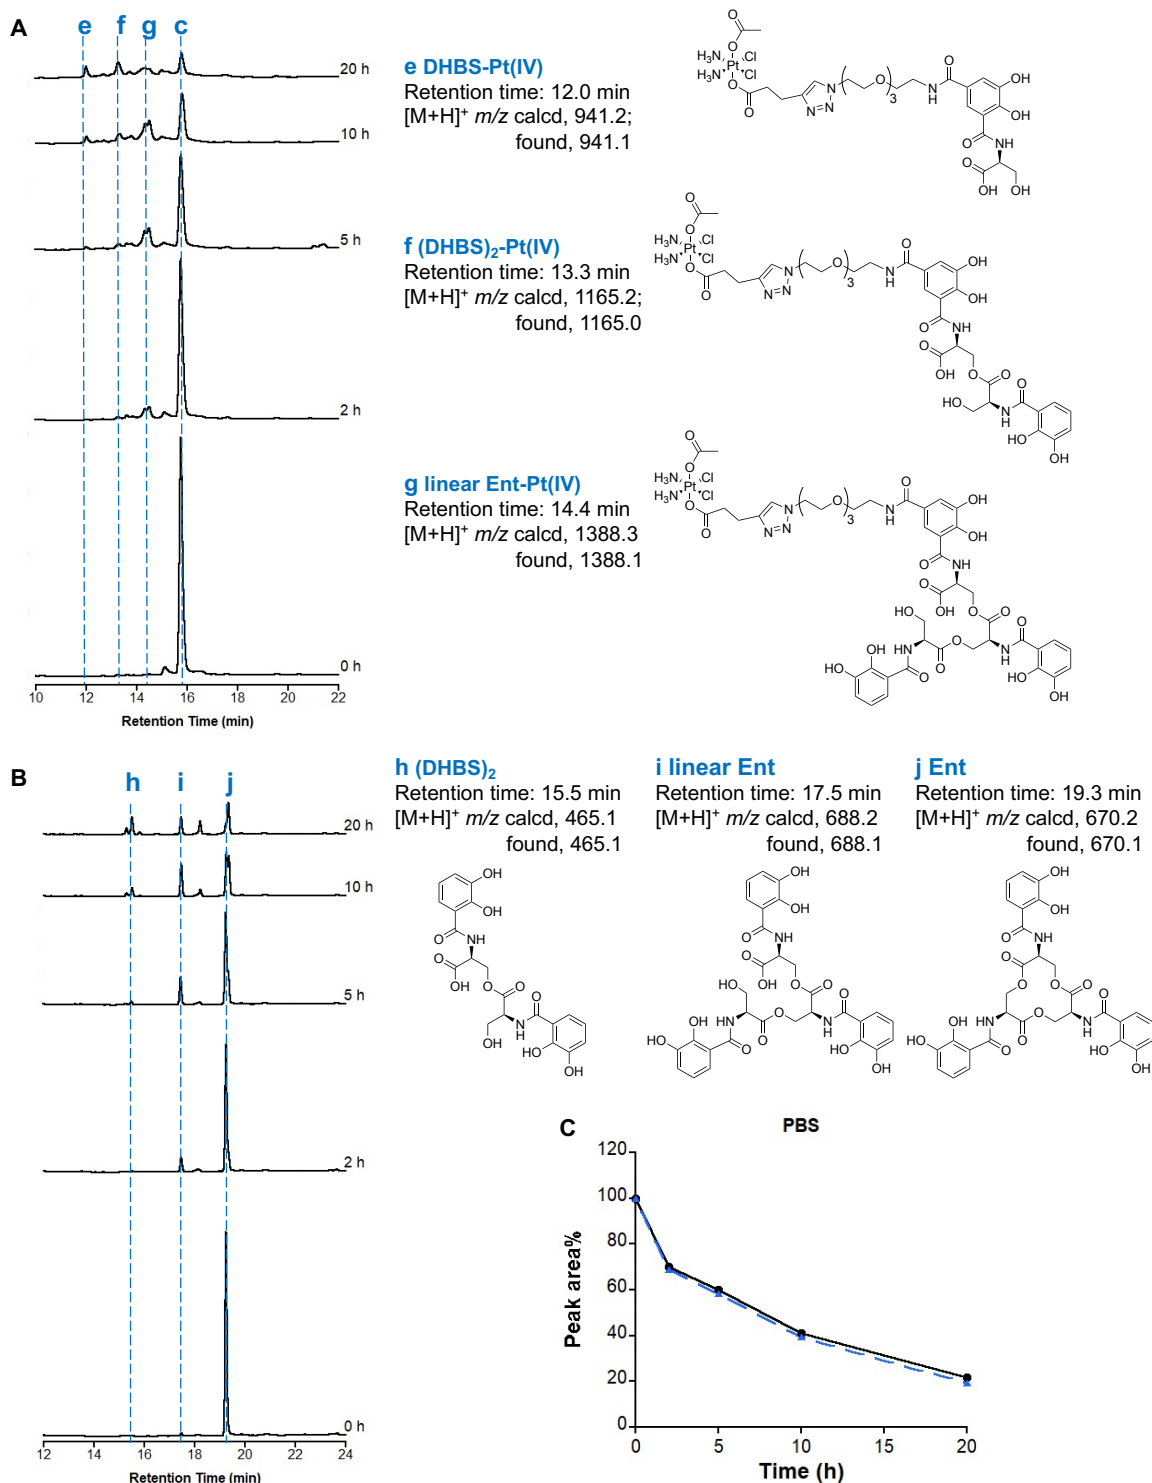 A
e f g c
20 h
10 h
5 h
2 h
0 h
10 12 14 16 18 20 22
Retention Time (min)
e DHBS-Pt(IV)
Retention time: 12.0 min
[M+H]⁺ m/z calcd, 941.2;
found, 941.1
f (DHBS)₂-Pt(IV)
Retention time: 13.3 min
[M+H]⁺ m/z calcd, 1165.2;
found, 1165.0
g linear Ent-Pt(IV)
Retention time: 14.4 min
[M+H]⁺ m/z calcd, 1388.3
found, 1388.1
B
h i j
20 h
10 h
5 h
2 h
0 h
12 14 16 18 20 22 24
Retention Time (min)
h (DHBS)₂
Retention time: 15.5 min
[M+H]⁺ m/z calcd, 465.1
found, 465.1
i linear Ent
Retention time: 17.5 min
[M+H]⁺ m/z calcd, 688.2
found, 688.1
j Ent
Retention time: 19.3 min
[M+H]⁺ m/z calcd, 670.2
found, 670.1
C
PBS
120
100
80
60
40
20
0
Peak area%
0 5 10 15 20
Time (h)